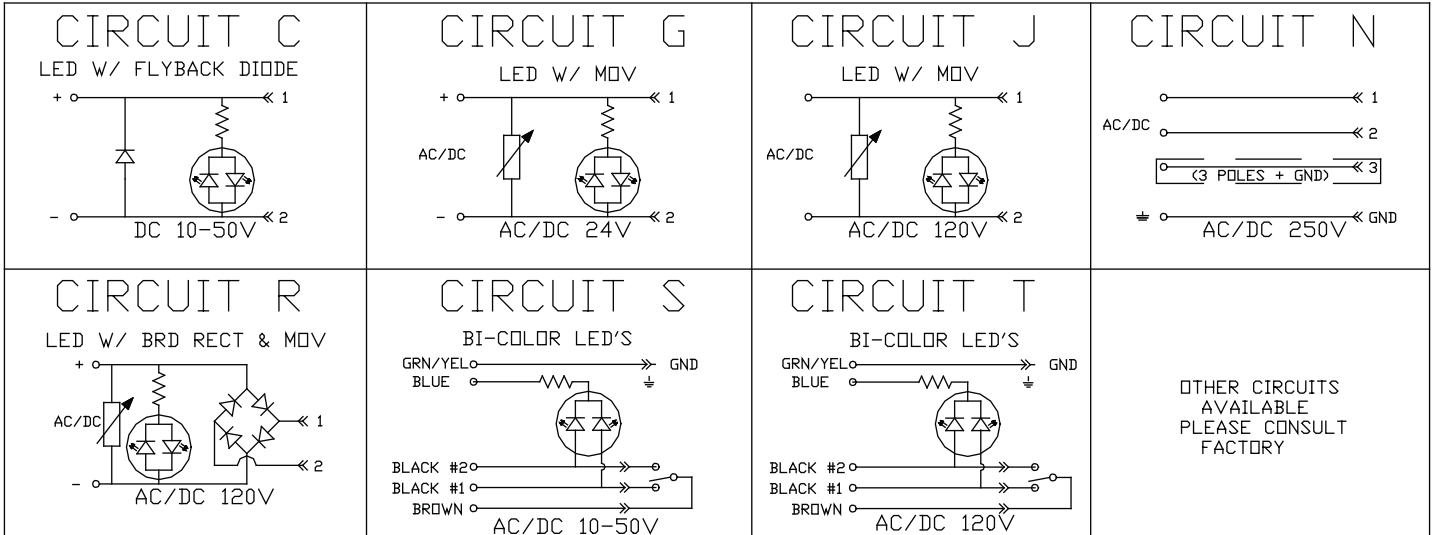 CIRCUIT C
LED W/ FLYBACK DIODE
+
1
-
2
DC 10-50V
CIRCUIT G
LED W/ MOV
+
1
AC/DC
-
2
AC/DC 24V
CIRCUIT J
LED W/ MOV
1
AC/DC
2
AC/DC 120V
CIRCUIT N
1
AC/DC
2
3
(3 POLES + GND)
GND
AC/DC 250V
CIRCUIT R
LED W/ BRD RECT & MOV
+
AC/DC
1
2
-
AC/DC 120V
CIRCUIT S
BI-COLOR LED'S
GRN/YEL
GND
BLUE
BLACK #2
BLACK #1
BROWN
AC/DC 10-50V
CIRCUIT T
BI-COLOR LED'S
GRN/YEL
GND
BLUE
BLACK #2
BLACK #1
BROWN
AC/DC 120V
OTHER CIRCUITS
AVAILABLE
PLEASE CONSULT
FACTORY